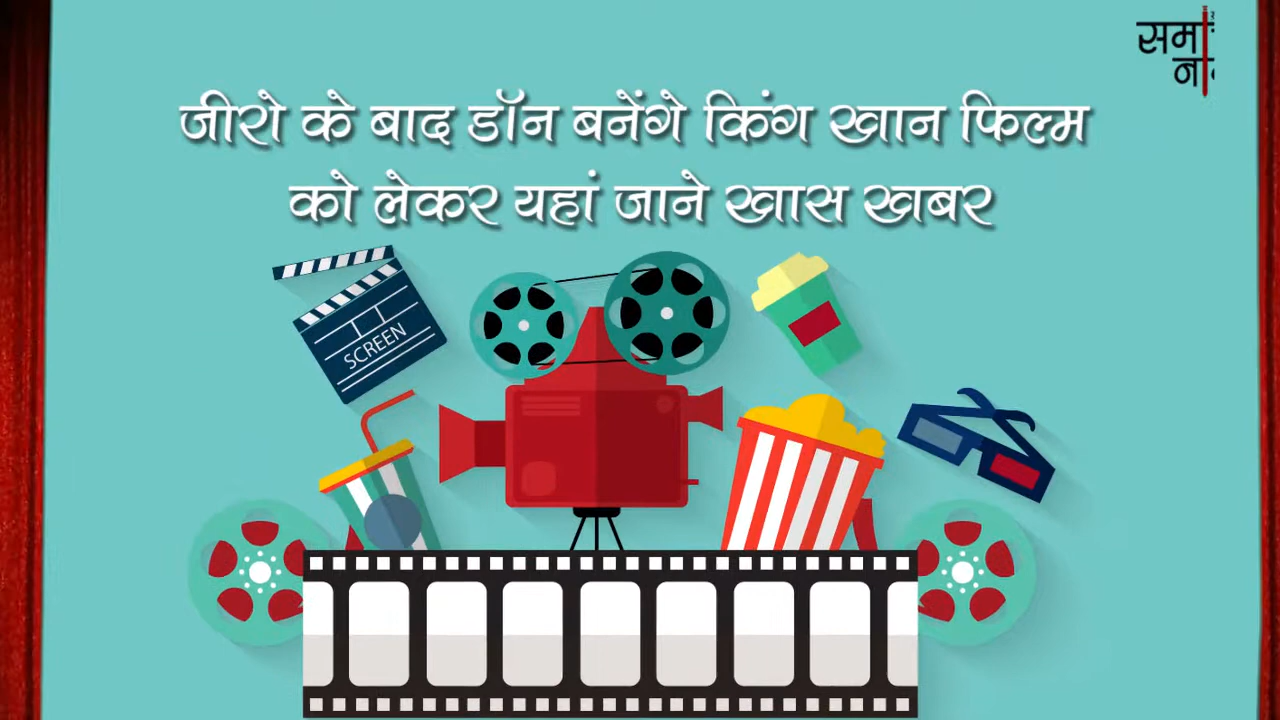 जीरो के बाद डॉन बनेंगे किंग खान फिल्म
को लेकर यहां जाने खास खबर
SCREEN